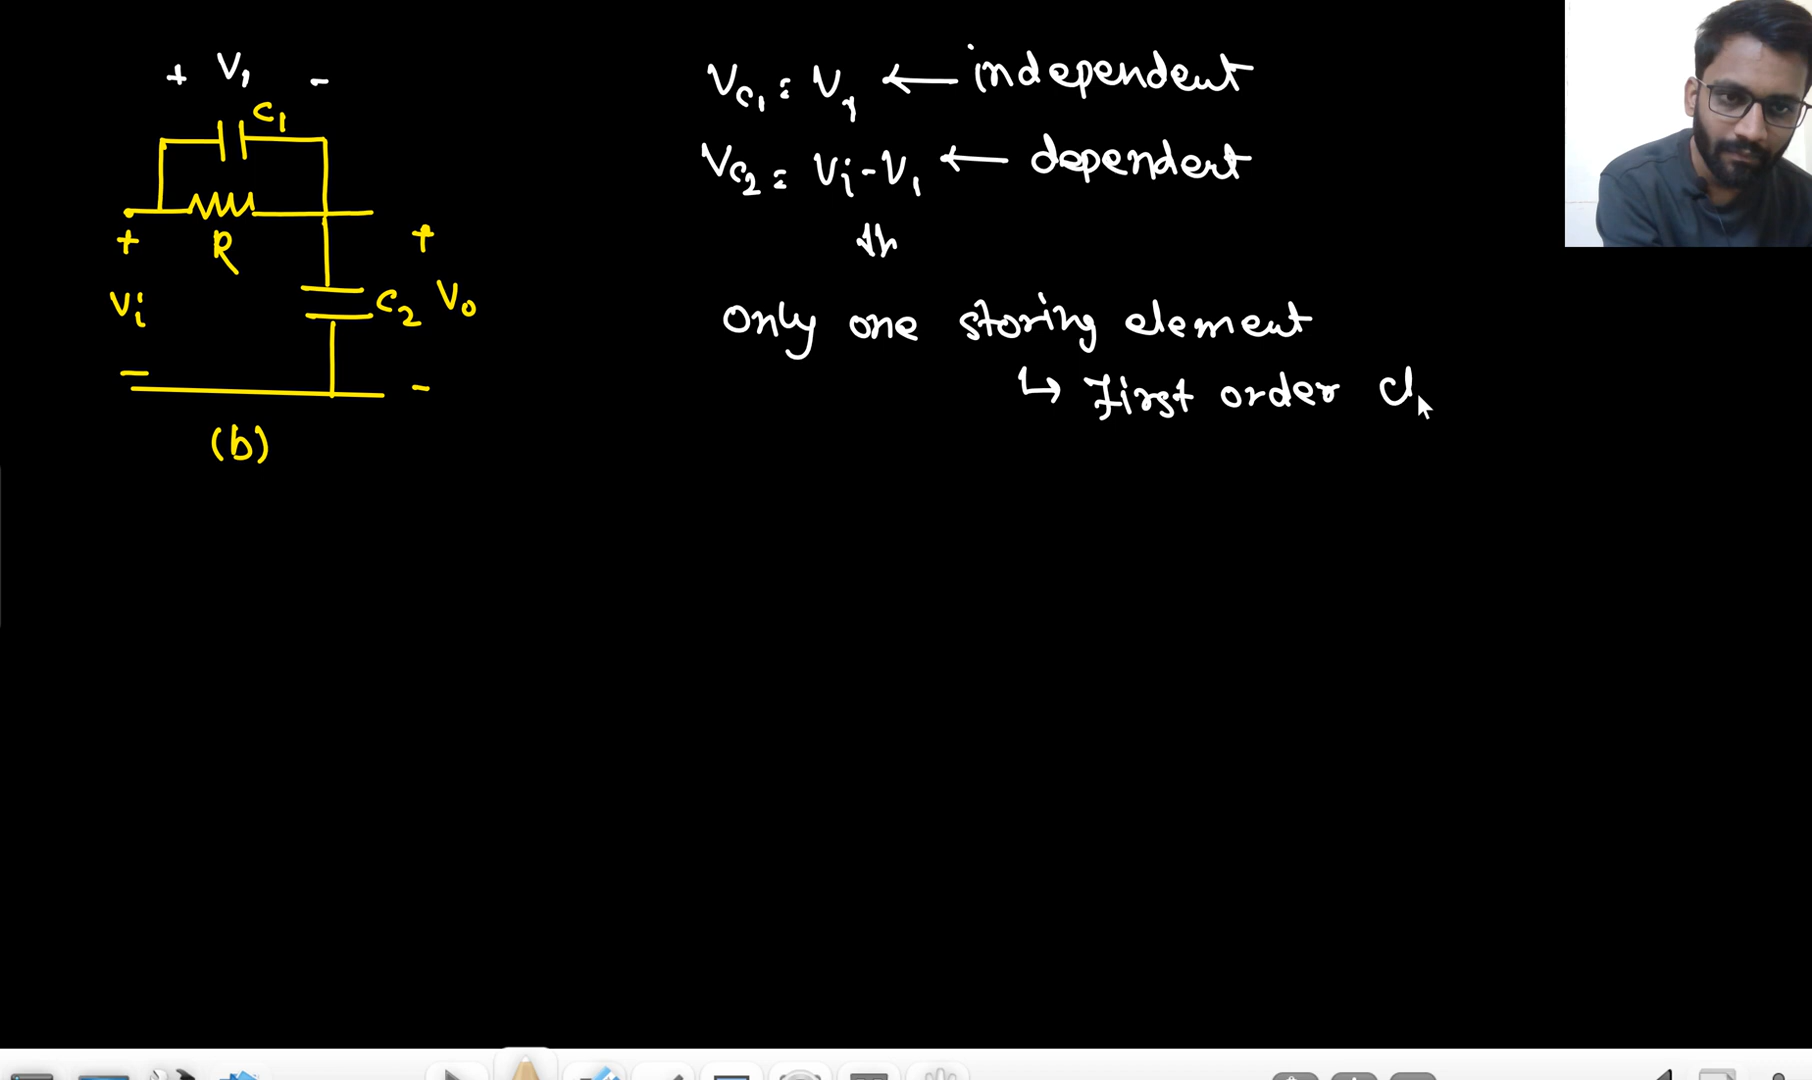 + V₁ -
C₁
R
+ +
Vi C₂ V₀
- -
(b)
Vc₁ = V₁ ← independent
Vc₂ = Vi - V₁ ← dependent
Only one storing element
↳ First order